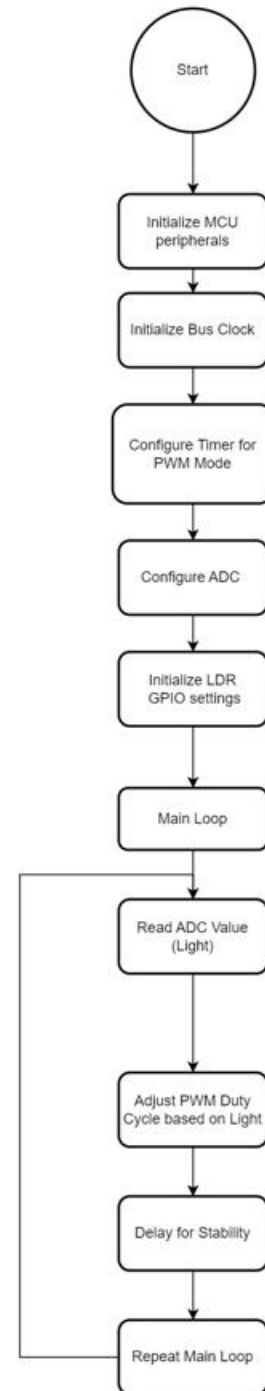 Start
Initialize MCU
peripherals
Initialize Bus Clock
Configure Timer for
PWM Mode
Configure ADC
Initialize LDR
GPIO settings
Main Loop
Read ADC Value
(Light)
Adjust PWM Duty
Cycle based on Light
Delay for Stability
Repeat Main Loop